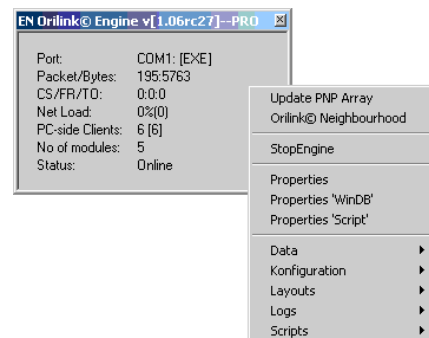 EN Orilink© Engine v[1.06rc27]--PRO
Port: COM1: [EXE]
Packet/Bytes: 195:5763
CS/FR/TO: 0:0:0
Net Load: 0%(0)
PC-side Clients: 6 [6]
No of modules: 5
Status: Online
Update PNP Array
Orilink© Neighbourhood
StopEngine
Properties
Properties 'WinDB'
Properties 'Script'
Data
Konfiguration
Layouts
Logs
Scripts